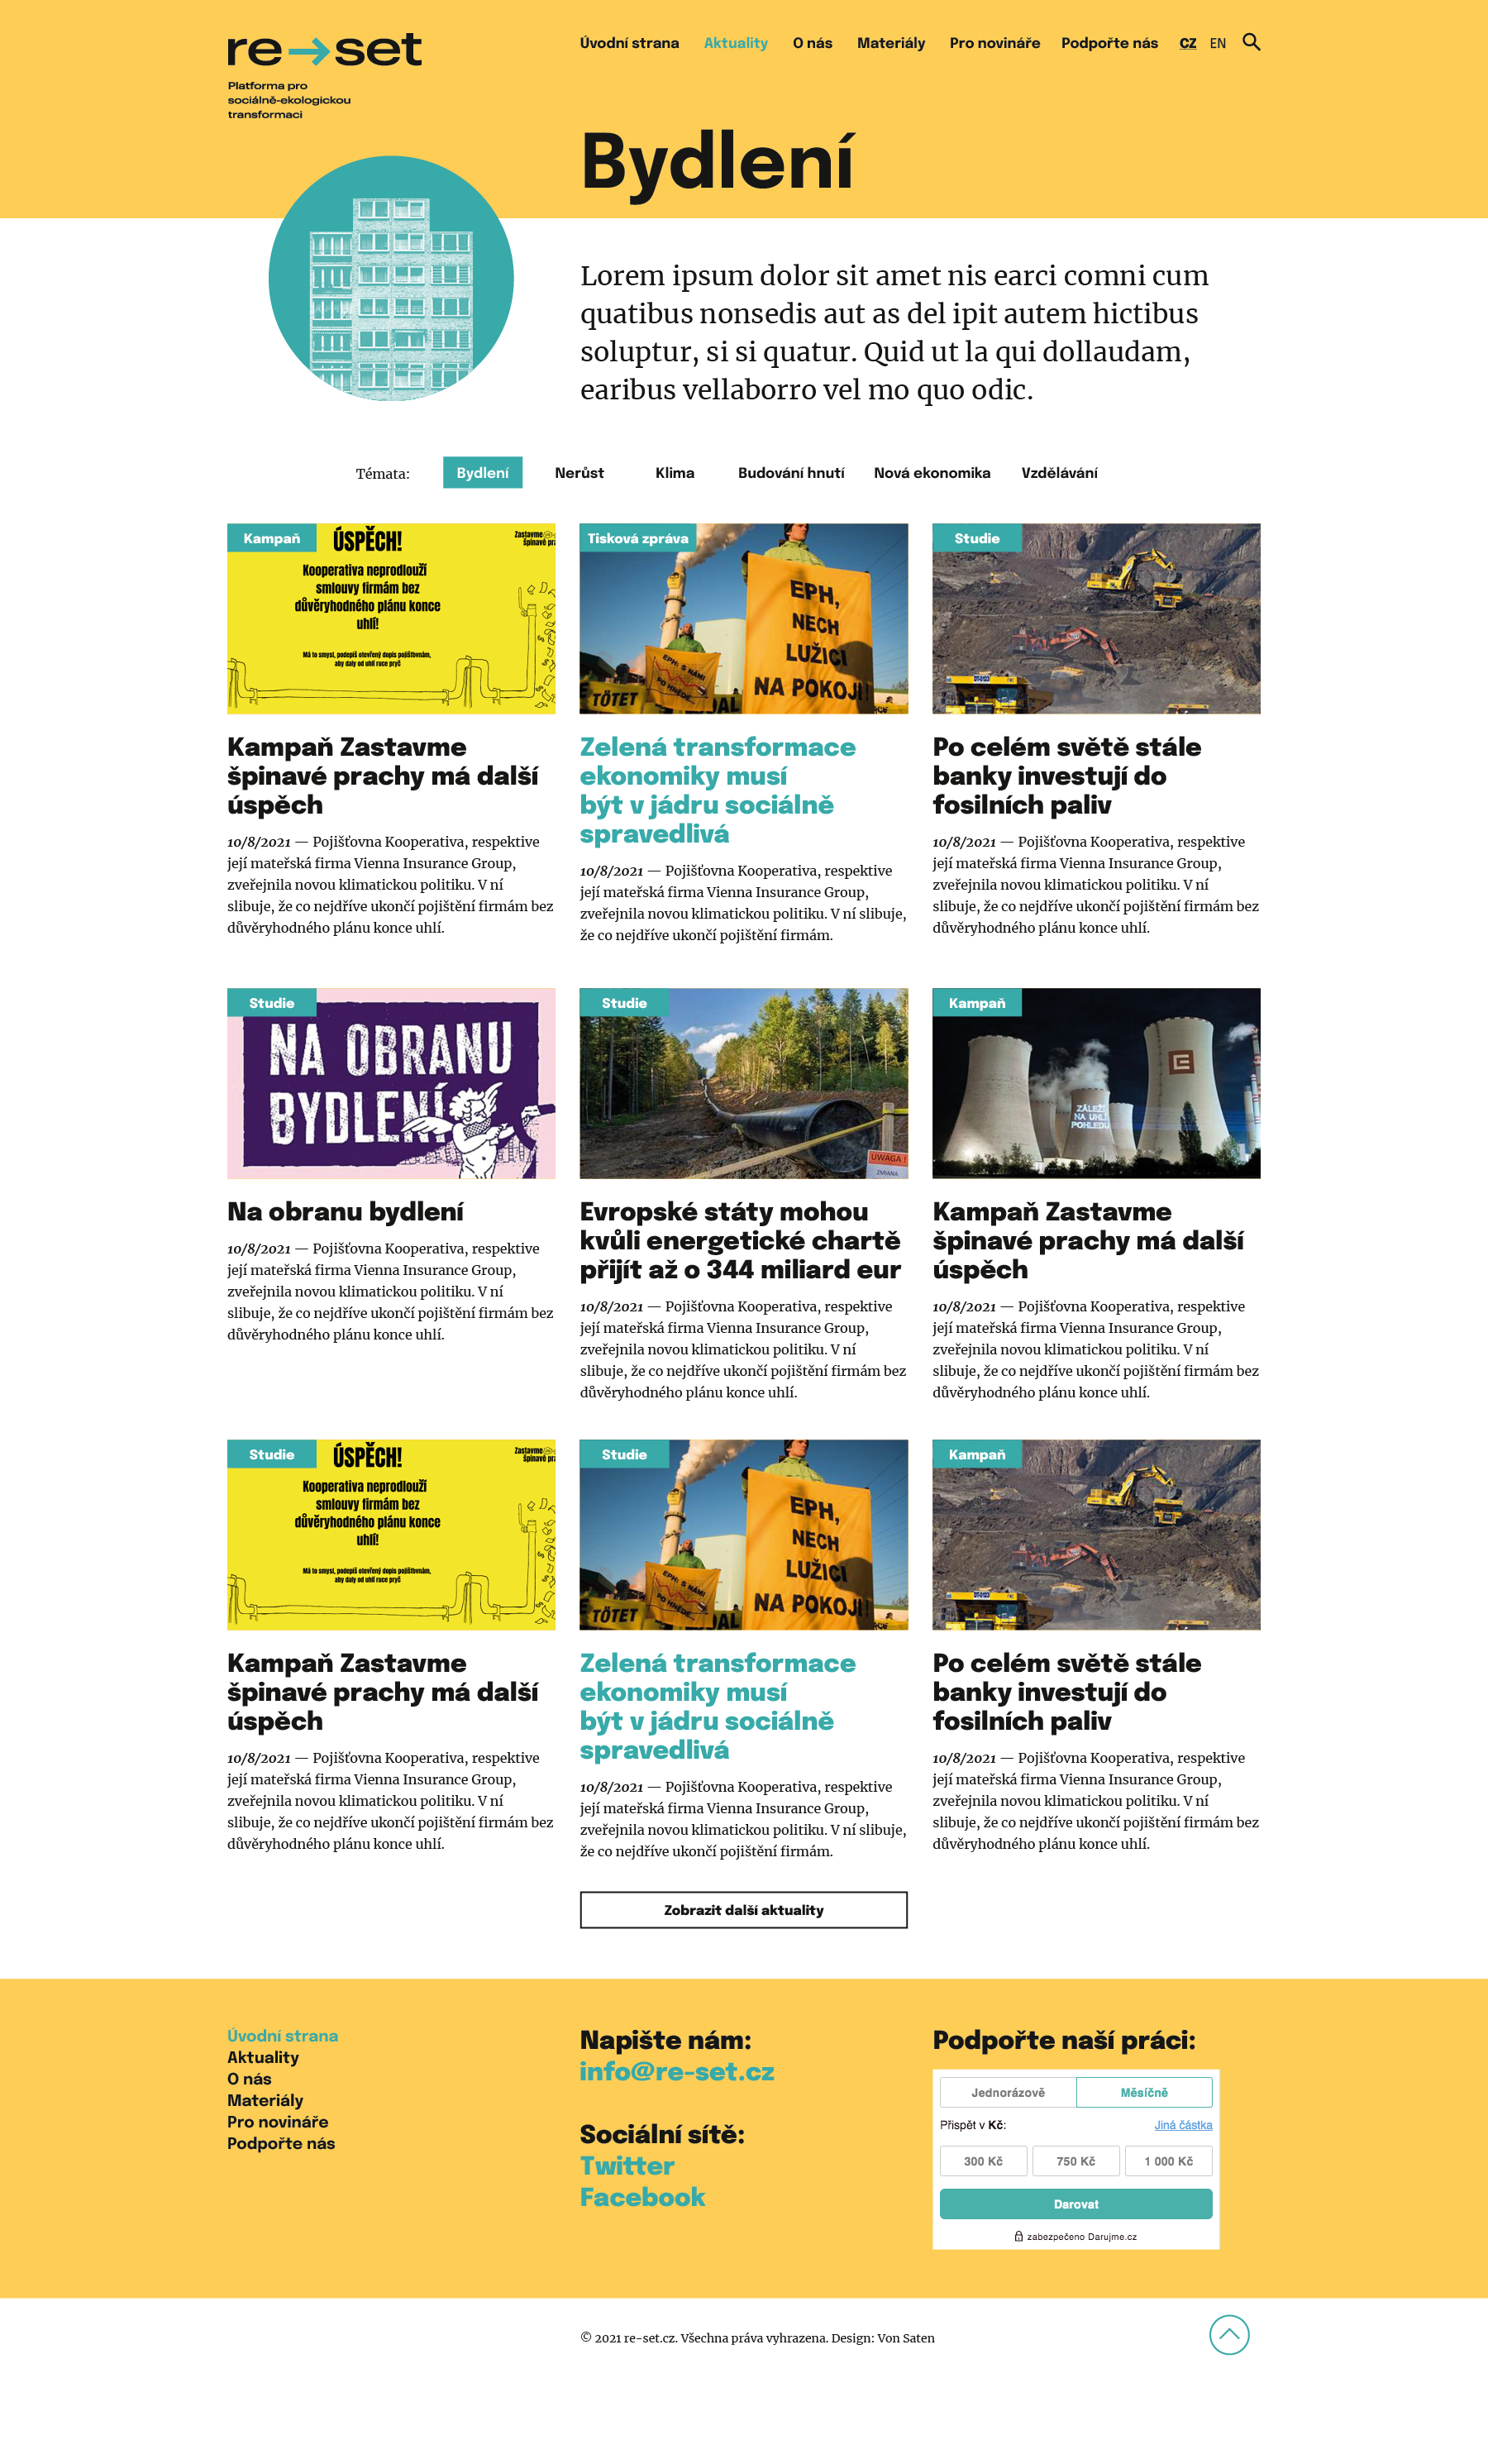 re→set
Platforma pro
sociálně-ekologickou
transformaci
Úvodní strana Aktuality O nás Materiály Pro novináře Podpořte nás CZ EN
Bydlení
Lorem ipsum dolor sit amet nis earci comni cum
quatibus nonsedis aut as del ipit autem hictibus
soluptur, si si quatur. Quid ut la qui dollaudam,
earibus vellaborro vel mo quo odic.
Témata: Bydlení Nerůst Klima Budování hnutí Nová ekonomika Vzdělávání
Kampaň
ÚSPĚCH!
Zastavme
špinavé pra
Kooperativa neprodlouží
smlouvy firmám bez
důvěryhodného plánu konce
uhlí!
Má to smysl, podepiš otevřený dopis pojišťovnám,
aby daly od uhlí ruce pryč
Kampaň Zastavme
špinavé prachy má další
úspěch
10/8/2021 — Pojišťovna Kooperativa, respektive
její mateřská firma Vienna Insurance Group,
zveřejnila novou klimatickou politiku. V ní
slibuje, že co nejdříve ukončí pojištění firmám bez
důvěryhodného plánu konce uhlí.
Tisková zpráva
EPH,
NECH
LUŽICI
NA POKOJI
EPH: S NÁMI
PO HNĚDÉ...
TÖTET
DAL
Zelená transformace
ekonomiky musí
být v jádru sociálně
spravedlivá
10/8/2021 — Pojišťovna Kooperativa, respektive
její mateřská firma Vienna Insurance Group,
zveřejnila novou klimatickou politiku. V ní slibuje,
že co nejdříve ukončí pojištění firmám.
Studie
Po celém světě stále
banky investují do
fosilních paliv
10/8/2021 — Pojišťovna Kooperativa, respektive
její mateřská firma Vienna Insurance Group,
zveřejnila novou klimatickou politiku. V ní
slibuje, že co nejdříve ukončí pojištění firmám bez
důvěryhodného plánu konce uhlí.
Studie
NA OBRANU
BYDLENÍ
Na obranu bydlení
10/8/2021 — Pojišťovna Kooperativa, respektive
její mateřská firma Vienna Insurance Group,
zveřejnila novou klimatickou politiku. V ní
slibuje, že co nejdříve ukončí pojištění firmám bez
důvěryhodného plánu konce uhlí.
Studie
UWAGA !
ZMIANA
Evropské státy mohou
kvůli energetické chartě
přijít až o 344 miliard eur
10/8/2021 — Pojišťovna Kooperativa, respektive
její mateřská firma Vienna Insurance Group,
zveřejnila novou klimatickou politiku. V ní
slibuje, že co nejdříve ukončí pojištění firmám bez
důvěryhodného plánu konce uhlí.
Kampaň
ZÁLEŽÍ
NA UHLÍ
POHLEDU
Kampaň Zastavme
špinavé prachy má další
úspěch
10/8/2021 — Pojišťovna Kooperativa, respektive
její mateřská firma Vienna Insurance Group,
zveřejnila novou klimatickou politiku. V ní
slibuje, že co nejdříve ukončí pojištění firmám bez
důvěryhodného plánu konce uhlí.
Studie
ÚSPĚCH!
Zastavme
špinavé pra
Kooperativa neprodlouží
smlouvy firmám bez
důvěryhodného plánu konce
uhlí!
Má to smysl, podepiš otevřený dopis pojišťovnám,
aby daly od uhlí ruce pryč
Kampaň Zastavme
špinavé prachy má další
úspěch
10/8/2021 — Pojišťovna Kooperativa, respektive
její mateřská firma Vienna Insurance Group,
zveřejnila novou klimatickou politiku. V ní
slibuje, že co nejdříve ukončí pojištění firmám bez
důvěryhodného plánu konce uhlí.
Studie
EPH,
NECH
LUŽICI
NA POKOJI
EPH: S NÁMI
PO HNĚDÉ...
TÖTET
DAL
Zelená transformace
ekonomiky musí
být v jádru sociálně
spravedlivá
10/8/2021 — Pojišťovna Kooperativa, respektive
její mateřská firma Vienna Insurance Group,
zveřejnila novou klimatickou politiku. V ní slibuje,
že co nejdříve ukončí pojištění firmám.
Kampaň
Po celém světě stále
banky investují do
fosilních paliv
10/8/2021 — Pojišťovna Kooperativa, respektive
její mateřská firma Vienna Insurance Group,
zveřejnila novou klimatickou politiku. V ní
slibuje, že co nejdříve ukončí pojištění firmám bez
důvěryhodného plánu konce uhlí.
Zobrazit další aktuality
Úvodní strana
Aktuality
O nás
Materiály
Pro novináře
Podpořte nás
Napište nám:
info@re-set.cz
Sociální sítě:
Twitter
Facebook
Podpořte naší práci:
Jednorázově Měsíčně
Přispět v Kč: Jiná částka
300 Kč 750 Kč 1 000 Kč
Darovat
zabezpečeno Darujme.cz
© 2021 re-set.cz. Všechna práva vyhrazena. Design: Von Saten